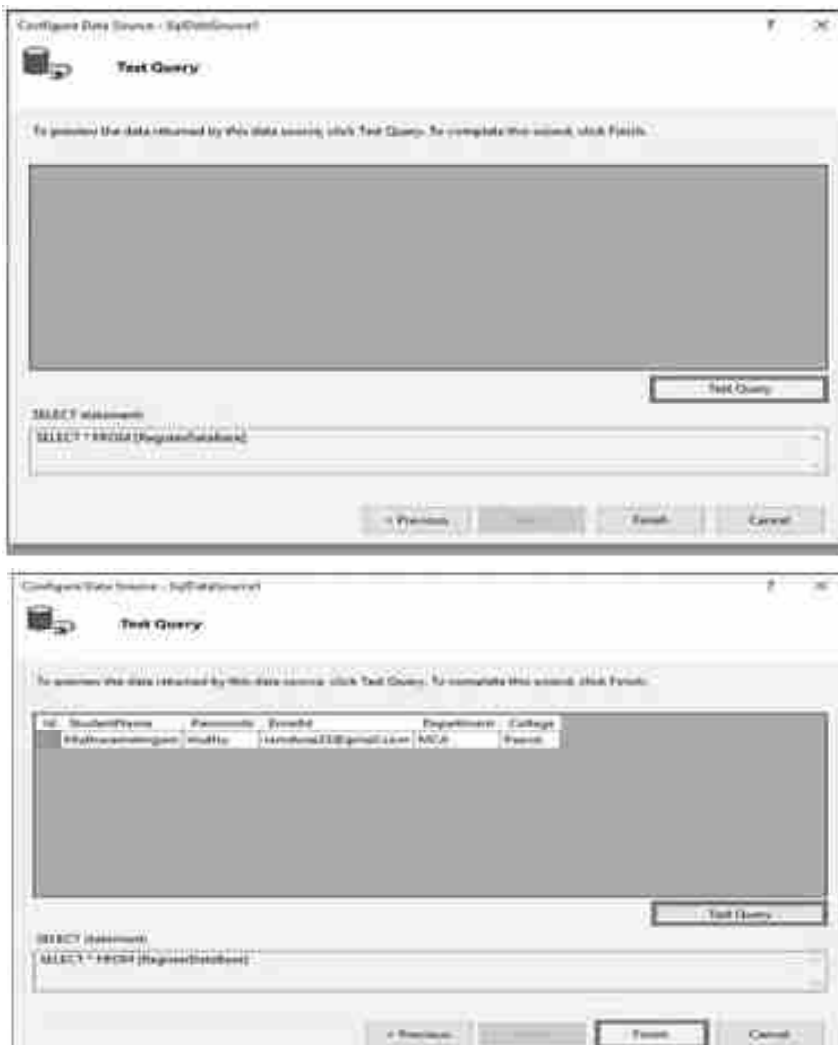 Configure Data Source - SqlDataSource1 ? ×
Test Query
To preview the data returned by this data source, click Test Query. To complete this wizard, click Finish.
Test Query
SELECT statement:
SELECT * FROM [RegisterDataBase]
< Previous
Finish
Cancel
Configure Data Source - SqlDataSource1 ? ×
Test Query
To preview the data returned by this data source, click Test Query. To complete this wizard, click Finish.
Id StudentName Passwords EmailId Department College
muthu MCA
Test Query
SELECT statement:
SELECT * FROM [RegisterDataBase]
< Previous
Finish
Cancel